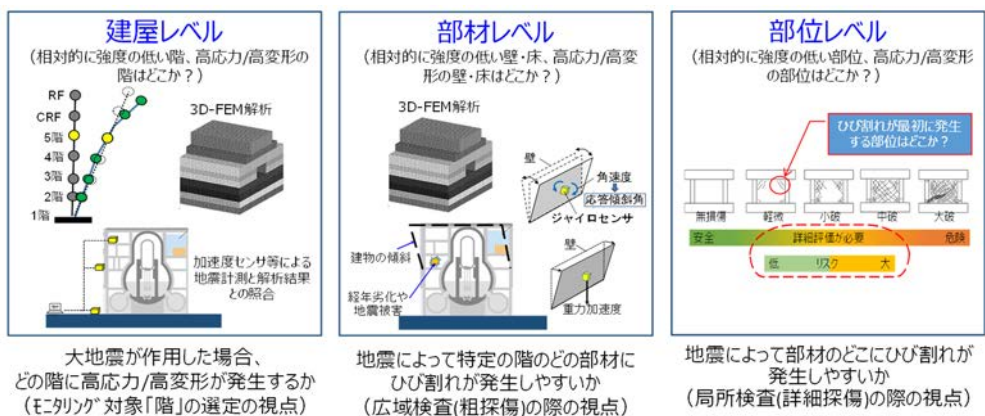 建屋レベル
(相対的に強度の低い階、高応力/高変形の
階はどこか?)
RF
CRF
5階
4階
3階
2階
1階
3D-FEM解析
加速度センサ等による
地震計測と解析結果
との照合
大地震が作用した場合、
どの階に高応力/高変形が発生するか
(モニタリング対象「階」の選定の視点)
部材レベル
(相対的に強度の低い壁・床、高応力/高変
形の壁・床はどこか?)
3D-FEM解析
壁
角速度
応答傾斜角
ジャイロセンサ
建物の傾斜
経年劣化や
地震被害
壁
重力加速度
地震によって特定の階のどの部材に
ひび割れが発生しやすいか
(広域検査(粗探傷)の際の視点)
部位レベル
(相対的に強度の低い部位、高応力/高変形
の部位はどこか?)
ひび割れが最初に発生
する部位はどこか?
無損傷
軽微
小破
中破
大破
安全
詳細評価が必要
危険
低
リスク
大
地震によって部材のどこにひび割れが
発生しやすいか
(局所検査(詳細探傷)の際の視点)